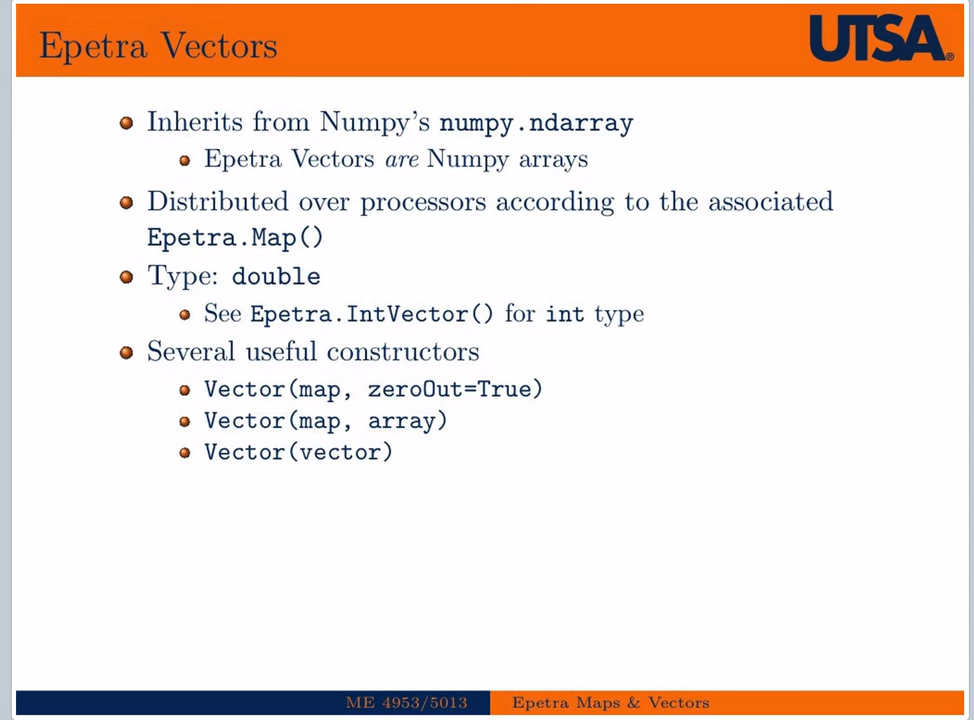 Epetra Vectors
UTSA®
Inherits from Numpy's numpy.ndarray
Epetra Vectors are Numpy arrays
Distributed over processors according to the associated
Epetra.Map()
Type: double
See Epetra.IntVector() for int type
Several useful constructors
Vector(map, zeroOut=True)
Vector(map, array)
Vector(vector)
ME 4953/5013
Epetra Maps & Vectors